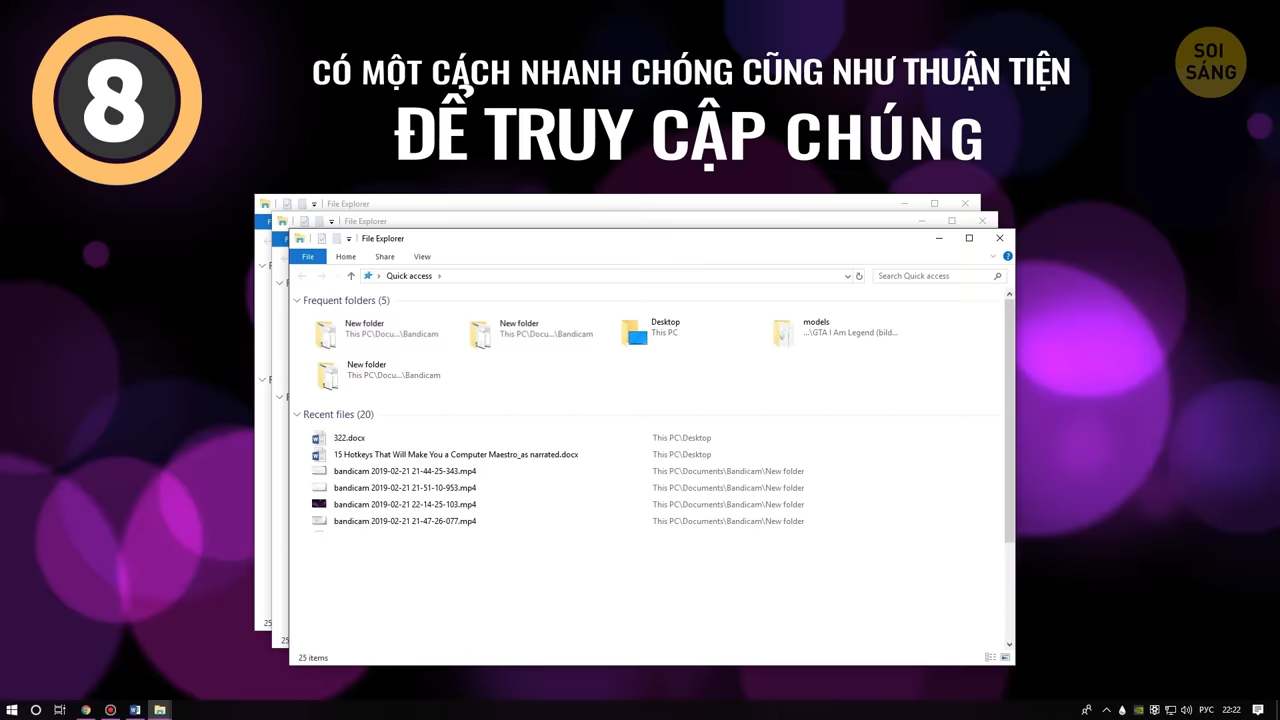 8
CÓ MỘT CÁCH NHANH CHÓNG CŨNG NHƯ THUẬN TIỆN
ĐỂ TRUY CẬP CHÚNG
SOI
SÁNG
File Explorer
File Explorer
File Explorer
File Home Share View
Quick access
Search Quick access
Frequent folders (5)
New folder
This PC\Docu...\Bandicam
New folder
This PC\Docu...\Bandicam
Desktop
This PC
models
...\GTA I Am Legend (bild...
New folder
This PC\Docu...\Bandicam
Recent files (20)
322.docx This PC\Desktop
15 Hotkeys That Will Make You a Computer Maestro_as narrated.docx This PC\Desktop
bandicam 2019-02-21 21-44-25-343.mp4 This PC\Documents\Bandicam\New folder
bandicam 2019-02-21 21-51-10-953.mp4 This PC\Documents\Bandicam\New folder
bandicam 2019-02-21 22-14-25-103.mp4 This PC\Documents\Bandicam\New folder
bandicam 2019-02-21 21-47-26-077.mp4 This PC\Documents\Bandicam\New folder
25
25
25 items
РУС 22:22